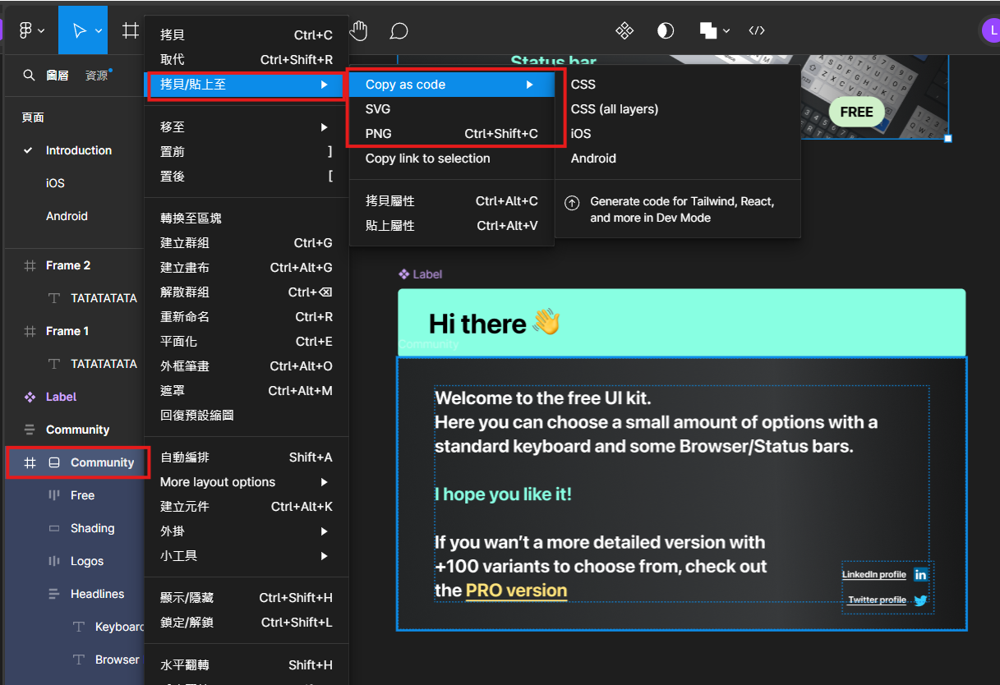 L
圖層
資源
頁面
Introduction
iOS
Android
Frame 2
TATATATATA
Frame 1
TATATATATA
Label
Community
Community
Free
Shading
Logos
Headlines
Keyboard
Browser
拷貝 Ctrl+C
取代 Ctrl+Shift+R
拷貝/貼上至
移至
置前 ]
置後 [
轉換至區塊
建立群組 Ctrl+G
建立畫布 Ctrl+Alt+G
解散群組 Ctrl+⌫
重新命名 Ctrl+R
平面化 Ctrl+E
外框筆畫 Ctrl+Alt+O
遮罩 Ctrl+Alt+M
回復預設縮圖
自動編排 Shift+A
More layout options
建立元件 Ctrl+Alt+K
外掛
小工具
顯示/隱藏 Ctrl+Shift+H
鎖定/解鎖 Ctrl+Shift+L
水平翻轉 Shift+H
Copy as code
SVG
PNG Ctrl+Shift+C
Copy link to selection
拷貝屬性 Ctrl+Alt+C
貼上屬性 Ctrl+Alt+V
CSS
CSS (all layers)
iOS
Android
Generate code for Tailwind, React,
and more in Dev Mode
Status bar
FREE
Label
Hi there 👋
Community
Welcome to the free UI kit.
Here you can choose a small amount of options with a
standard keyboard and some Browser/Status bars.
I hope you like it!
If you wan't a more detailed version with
+100 variants to choose from, check out
the PRO version
LinkedIn profile in
Twitter profile